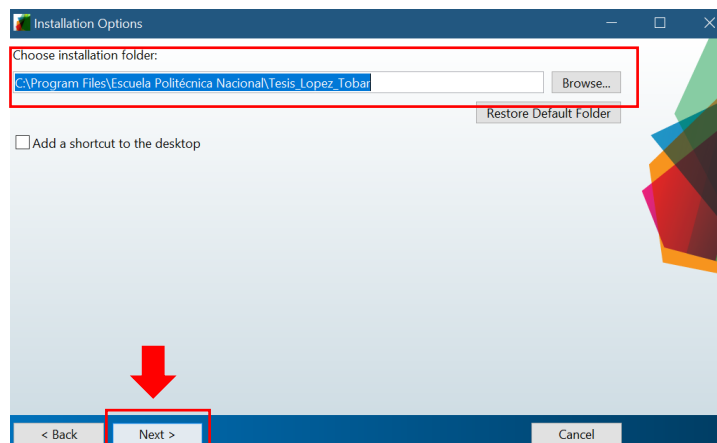 Installation Options
Choose installation folder:
C:\Program Files\Escuela Politécnica Nacional\Tesis_Lopez_Tobar
Browse...
Restore Default Folder
Add a shortcut to the desktop
< Back
Next >
Cancel